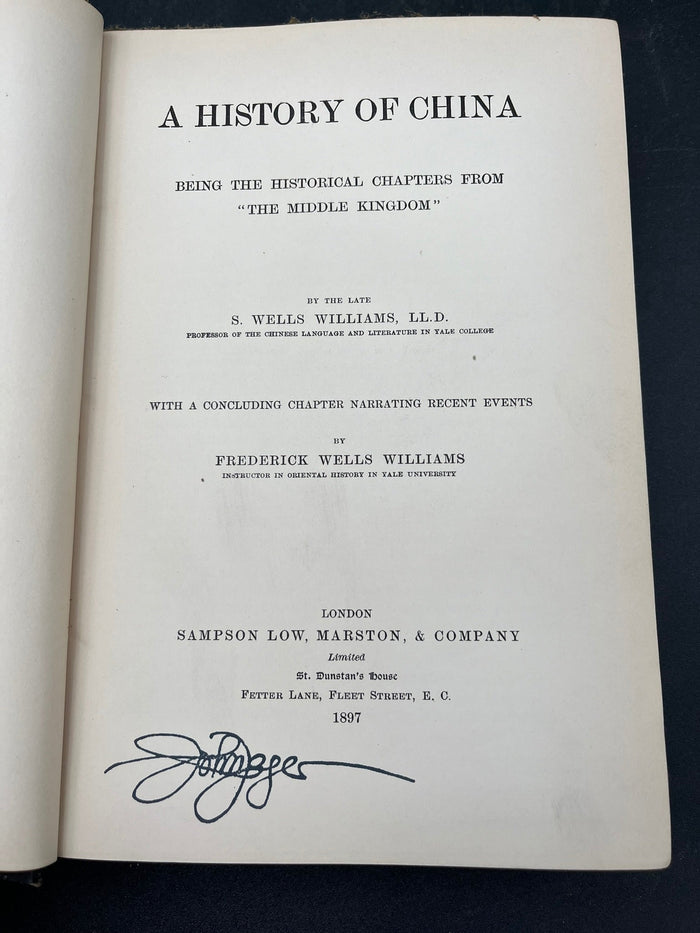 A HISTORY OF CHINA
BEING THE HISTORICAL CHAPTERS FROM
"THE MIDDLE KINGDOM"
BY THE LATE
S. WELLS WILLIAMS, LL.D.
PROFESSOR OF THE CHINESE LANGUAGE AND LITERATURE IN YALE COLLEGE
WITH A CONCLUDING CHAPTER NARRATING RECENT EVENTS
BY
FREDERICK WELLS WILLIAMS
INSTRUCTOR IN ORIENTAL HISTORY IN YALE UNIVERSITY
LONDON
SAMPSON LOW, MARSTON, & COMPANY
Limited
St. Dunstan's House
FETTER LANE, FLEET STREET, E. C.
1897
John